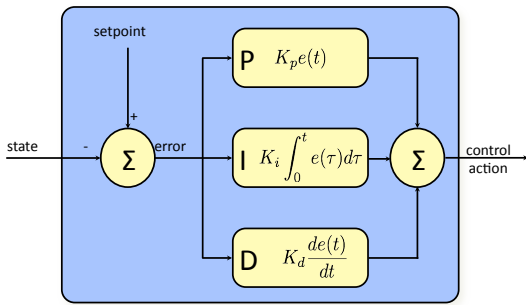 setpoint
+
state
-
Σ
error
P K_p e(t)
I K_i ∫_0^t e(τ)dτ
D K_d de(t)/dt
Σ
control
action